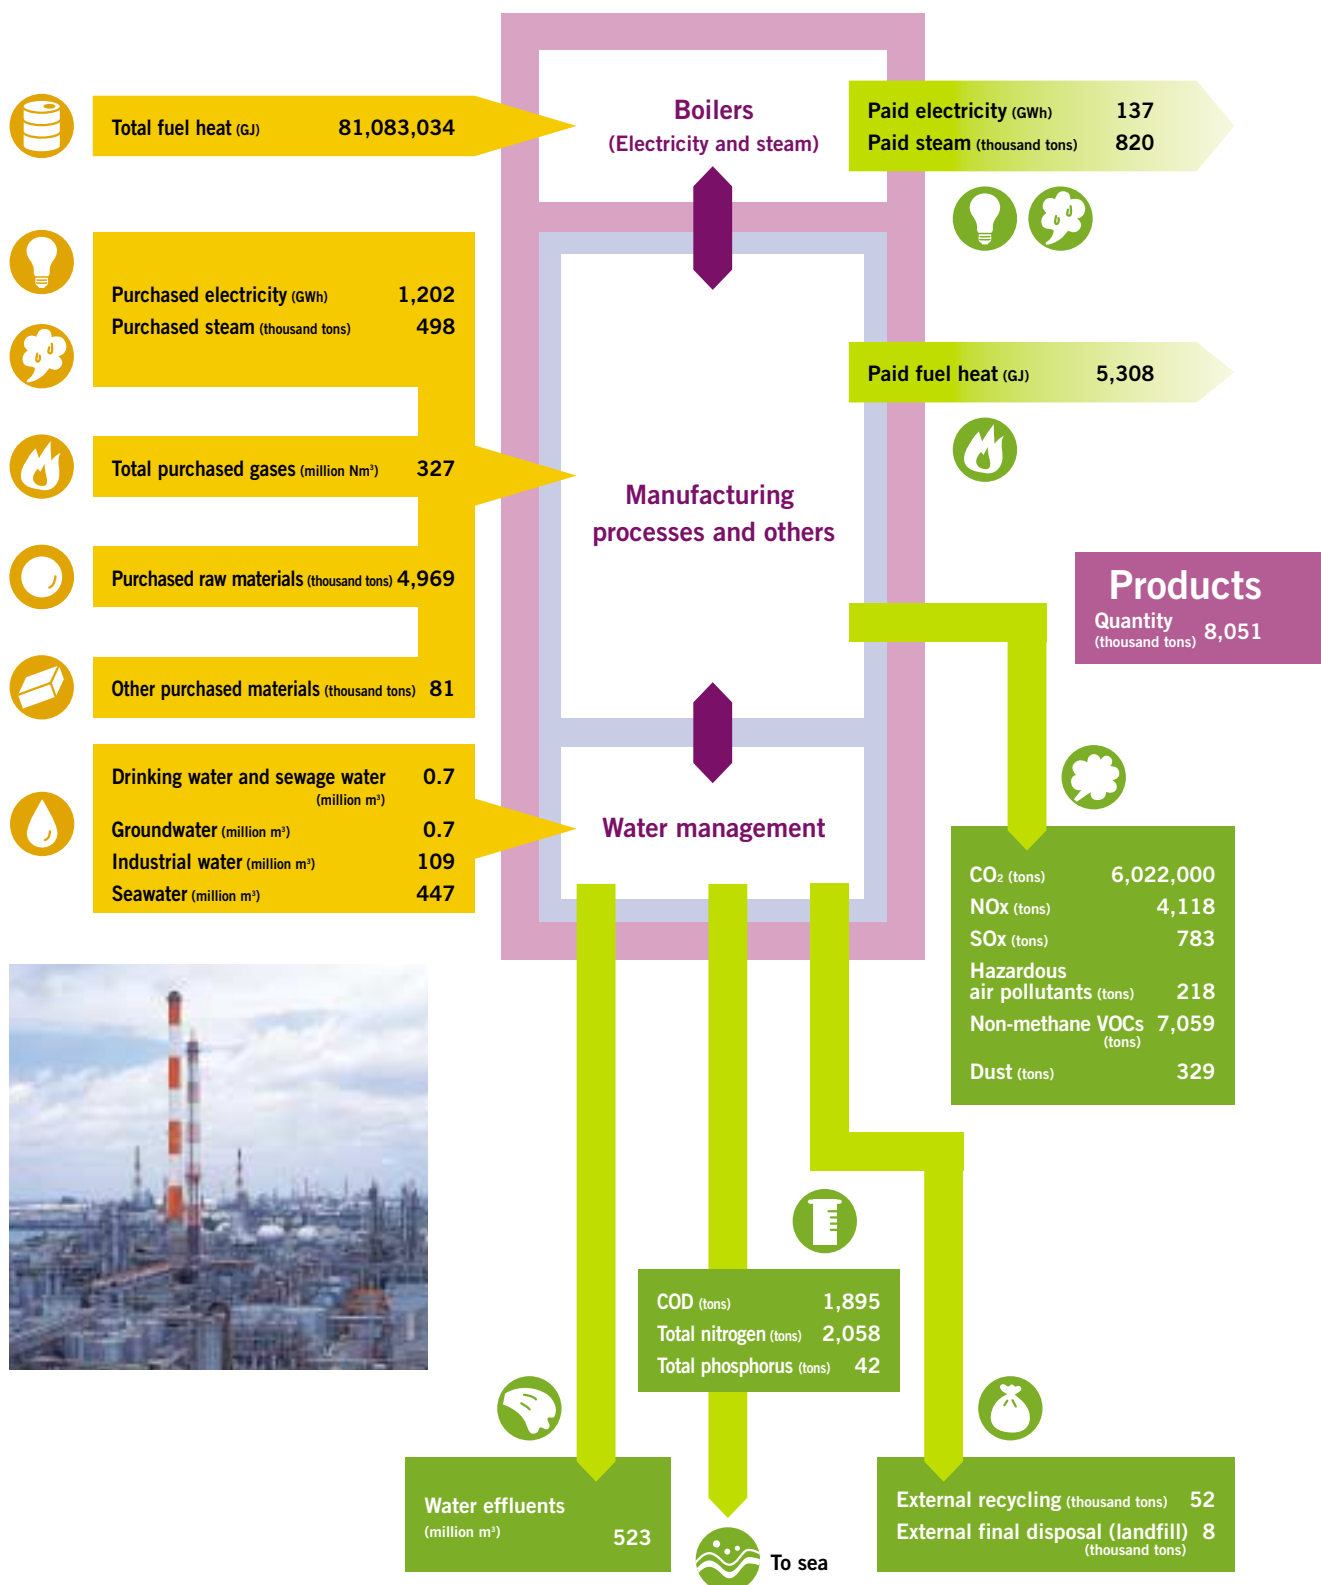 Total fuel heat (GJ) 81,083,034
Boilers
(Electricity and steam)
Paid electricity (GWh) 137
Paid steam (thousand tons) 820
Purchased electricity (GWh) 1,202
Purchased steam (thousand tons) 498
Paid fuel heat (GJ) 5,308
Total purchased gases (million Nm³) 327
Manufacturing
processes and others
Purchased raw materials (thousand tons) 4,969
Products
Quantity
(thousand tons) 8,051
Other purchased materials (thousand tons) 81
Drinking water and sewage water 0.7
(million m³)
Groundwater (million m³) 0.7
Industrial water (million m³) 109
Seawater (million m³) 447
Water management
CO₂ (tons) 6,022,000
NOx (tons) 4,118
SOx (tons) 783
Hazardous
air pollutants (tons) 218
Non-methane VOCs 7,059
(tons)
Dust (tons) 329
COD (tons) 1,895
Total nitrogen (tons) 2,058
Total phosphorus (tons) 42
Water effluents
(million m³) 523
To sea
External recycling (thousand tons) 52
External final disposal (landfill) 8
(thousand tons)